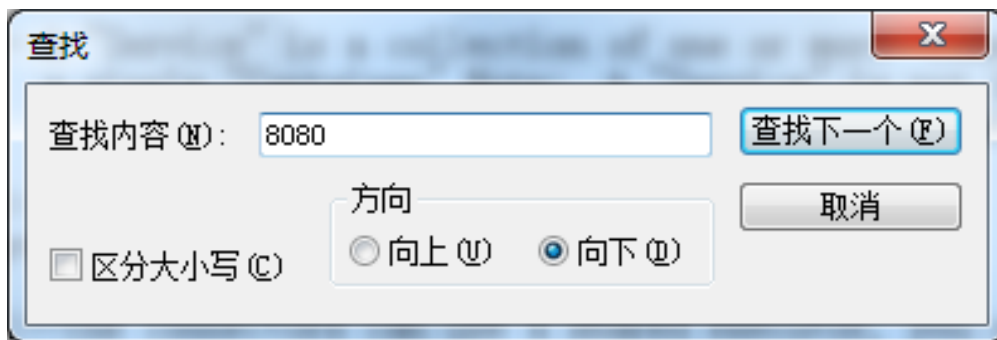 查找
查找内容(N): 8080
查找下一个(F)
方向
取消
区分大小写(C)
向上(U)
向下(D)